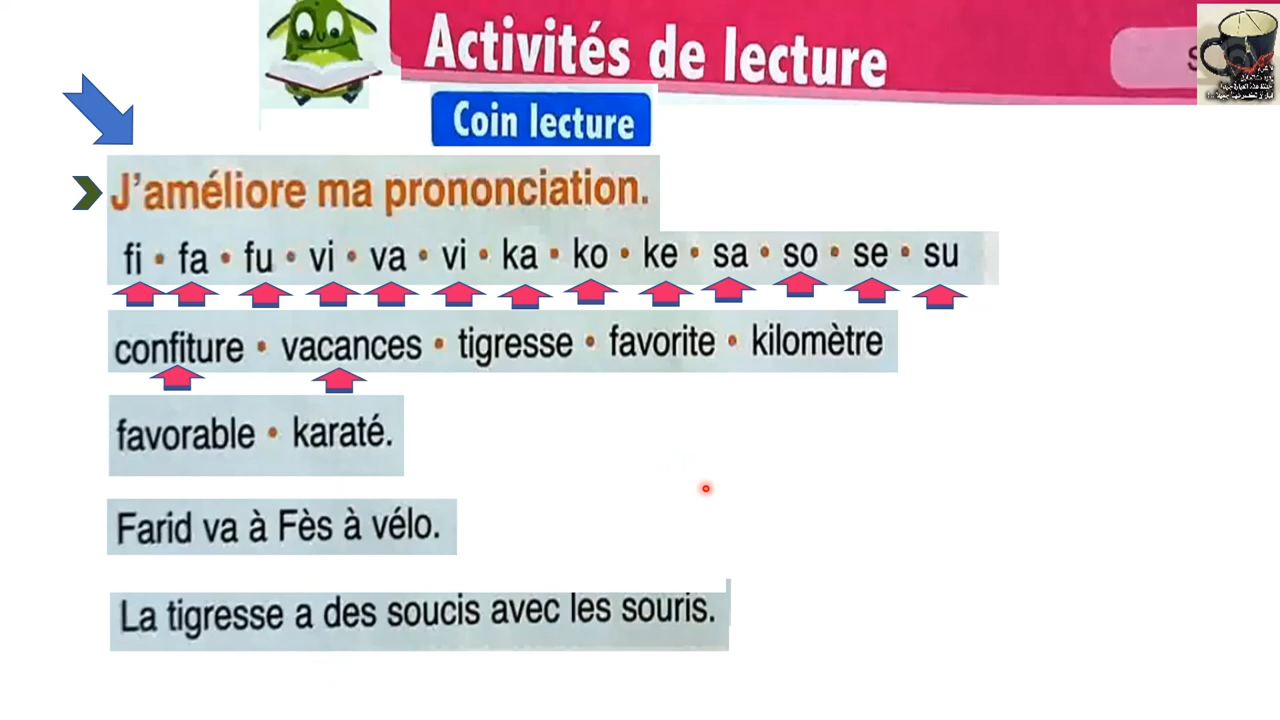 Activités de lecture
Coin lecture
J'améliore ma prononciation.
fi • fa • fu • vi • va • vi • ka • ko • ke • sa • so • se • su
confiture • vacances • tigresse • favorite • kilomètre
favorable • karaté.
Farid va à Fès à vélo.
La tigresse a des soucis avec les souris.